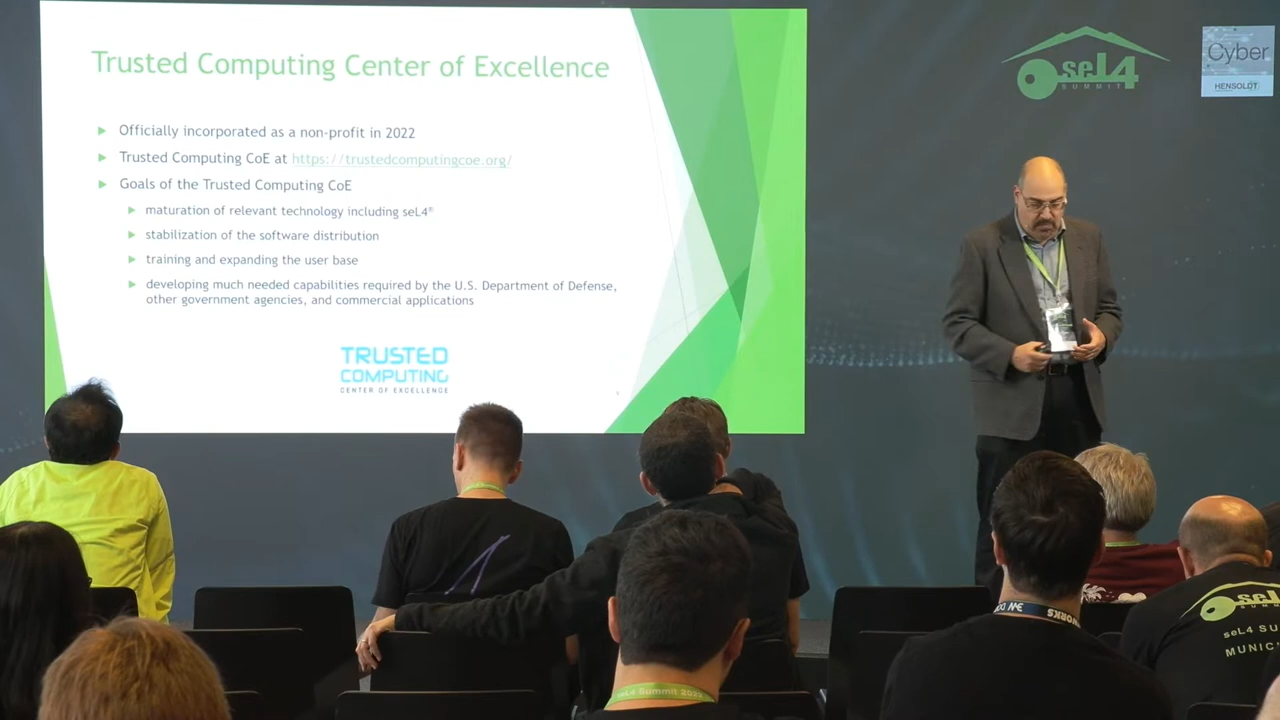 Trusted Computing Center of Excellence
Officially incorporated as a non-profit in 2022
Trusted Computing CoE at https://trustedcomputingcoe.org/
Goals of the Trusted Computing CoE
maturation of relevant technology including seL4®
stabilization of the software distribution
training and expanding the user base
developing much needed capabilities required by the U.S. Department of Defense,
other government agencies, and commercial applications
TRUSTED
COMPUTING
CENTER OF EXCELLENCE
seL4
SUMMIT
Cyber
HENSOLDT
seL4 Summit
seL4
seL4 SU
MUNIC